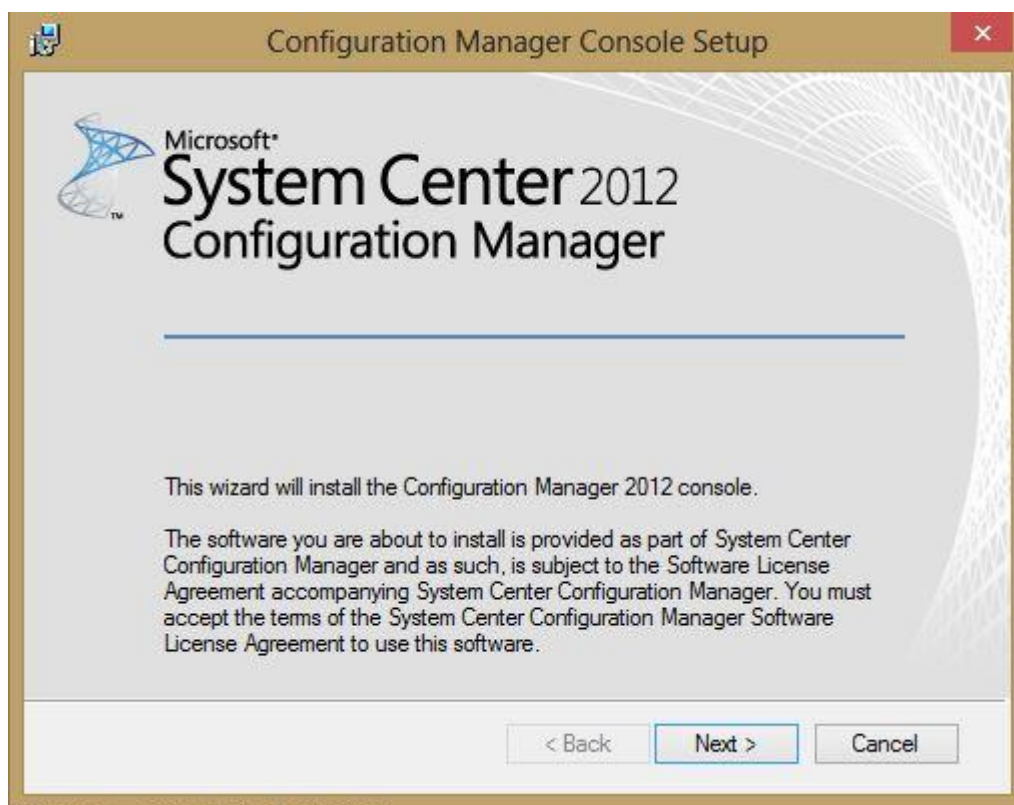 Configuration Manager Console Setup
Microsoft®
System Center 2012
Configuration Manager
TM
This wizard will install the Configuration Manager 2012 console.
The software you are about to install is provided as part of System Center
Configuration Manager and as such, is subject to the Software License
Agreement accompanying System Center Configuration Manager. You must
accept the terms of the System Center Configuration Manager Software
License Agreement to use this software.
< Back
Next >
Cancel